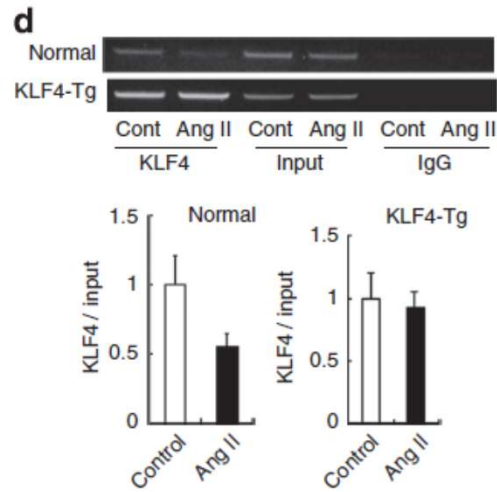 d
Normal
KLF4-Tg
Cont Ang II Cont Ang II Cont Ang II
KLF4 Input IgG
Normal
1.5
1
0.5
0
KLF4 / input
Control
Ang II
KLF4-Tg
1.5
1
0.5
0
KLF4 / input
Control
Ang II